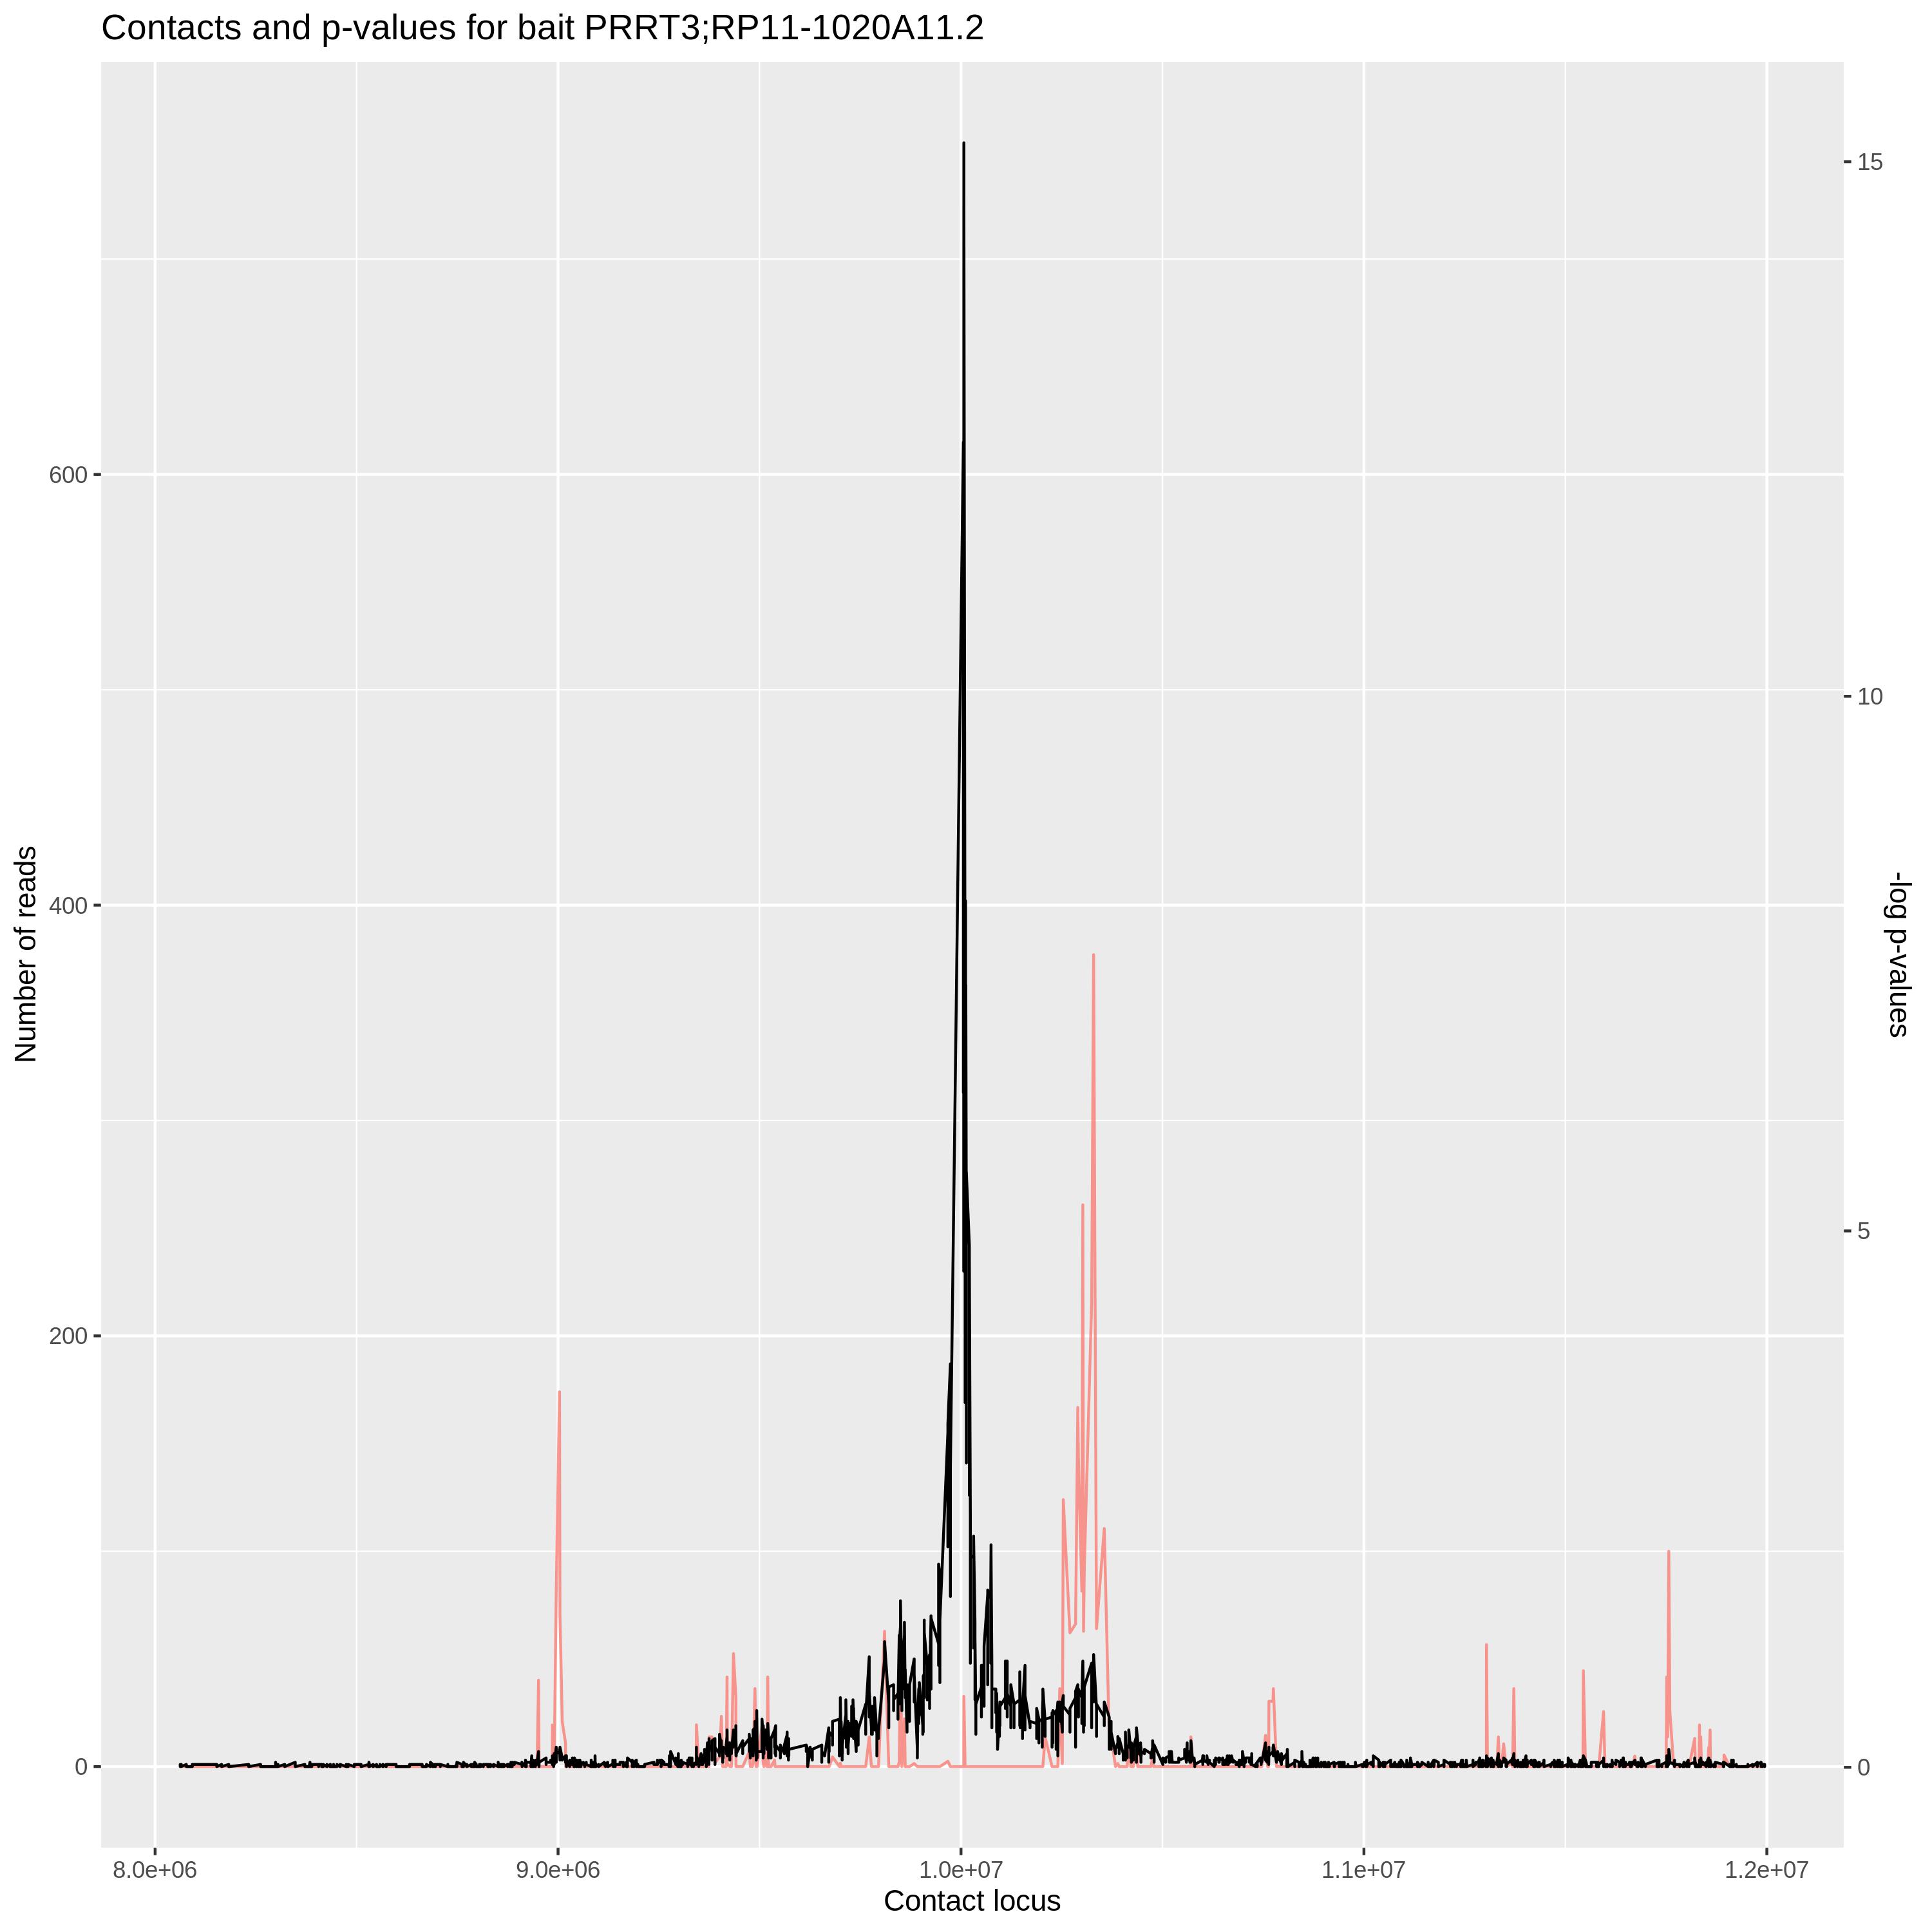 Contacts and p-values for bait PRRT3;RP11-1020A11.2
15
600
10
400
Number of reads
-log p-values
5
200
0
0
8.0e+06
9.0e+06
1.0e+07
1.1e+07
1.2e+07
Contact locus